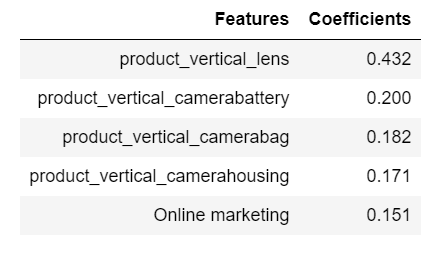 Features Coefficients
product_vertical_lens 0.432
product_vertical_camerabattery 0.200
product_vertical_camerabag 0.182
product_vertical_camerahousing 0.171
Online marketing 0.151